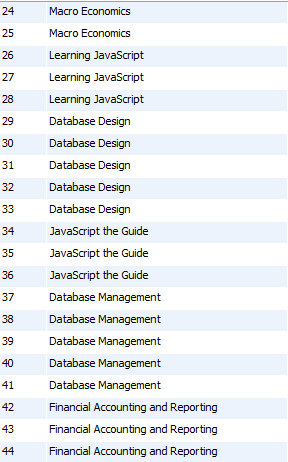 24 Macro Economics
25 Macro Economics
26 Learning JavaScript
27 Learning JavaScript
28 Learning JavaScript
29 Database Design
30 Database Design
31 Database Design
32 Database Design
33 Database Design
34 JavaScript the Guide
35 JavaScript the Guide
36 JavaScript the Guide
37 Database Management
38 Database Management
39 Database Management
40 Database Management
41 Database Management
42 Financial Accounting and Reporting
43 Financial Accounting and Reporting
44 Financial Accounting and Reporting